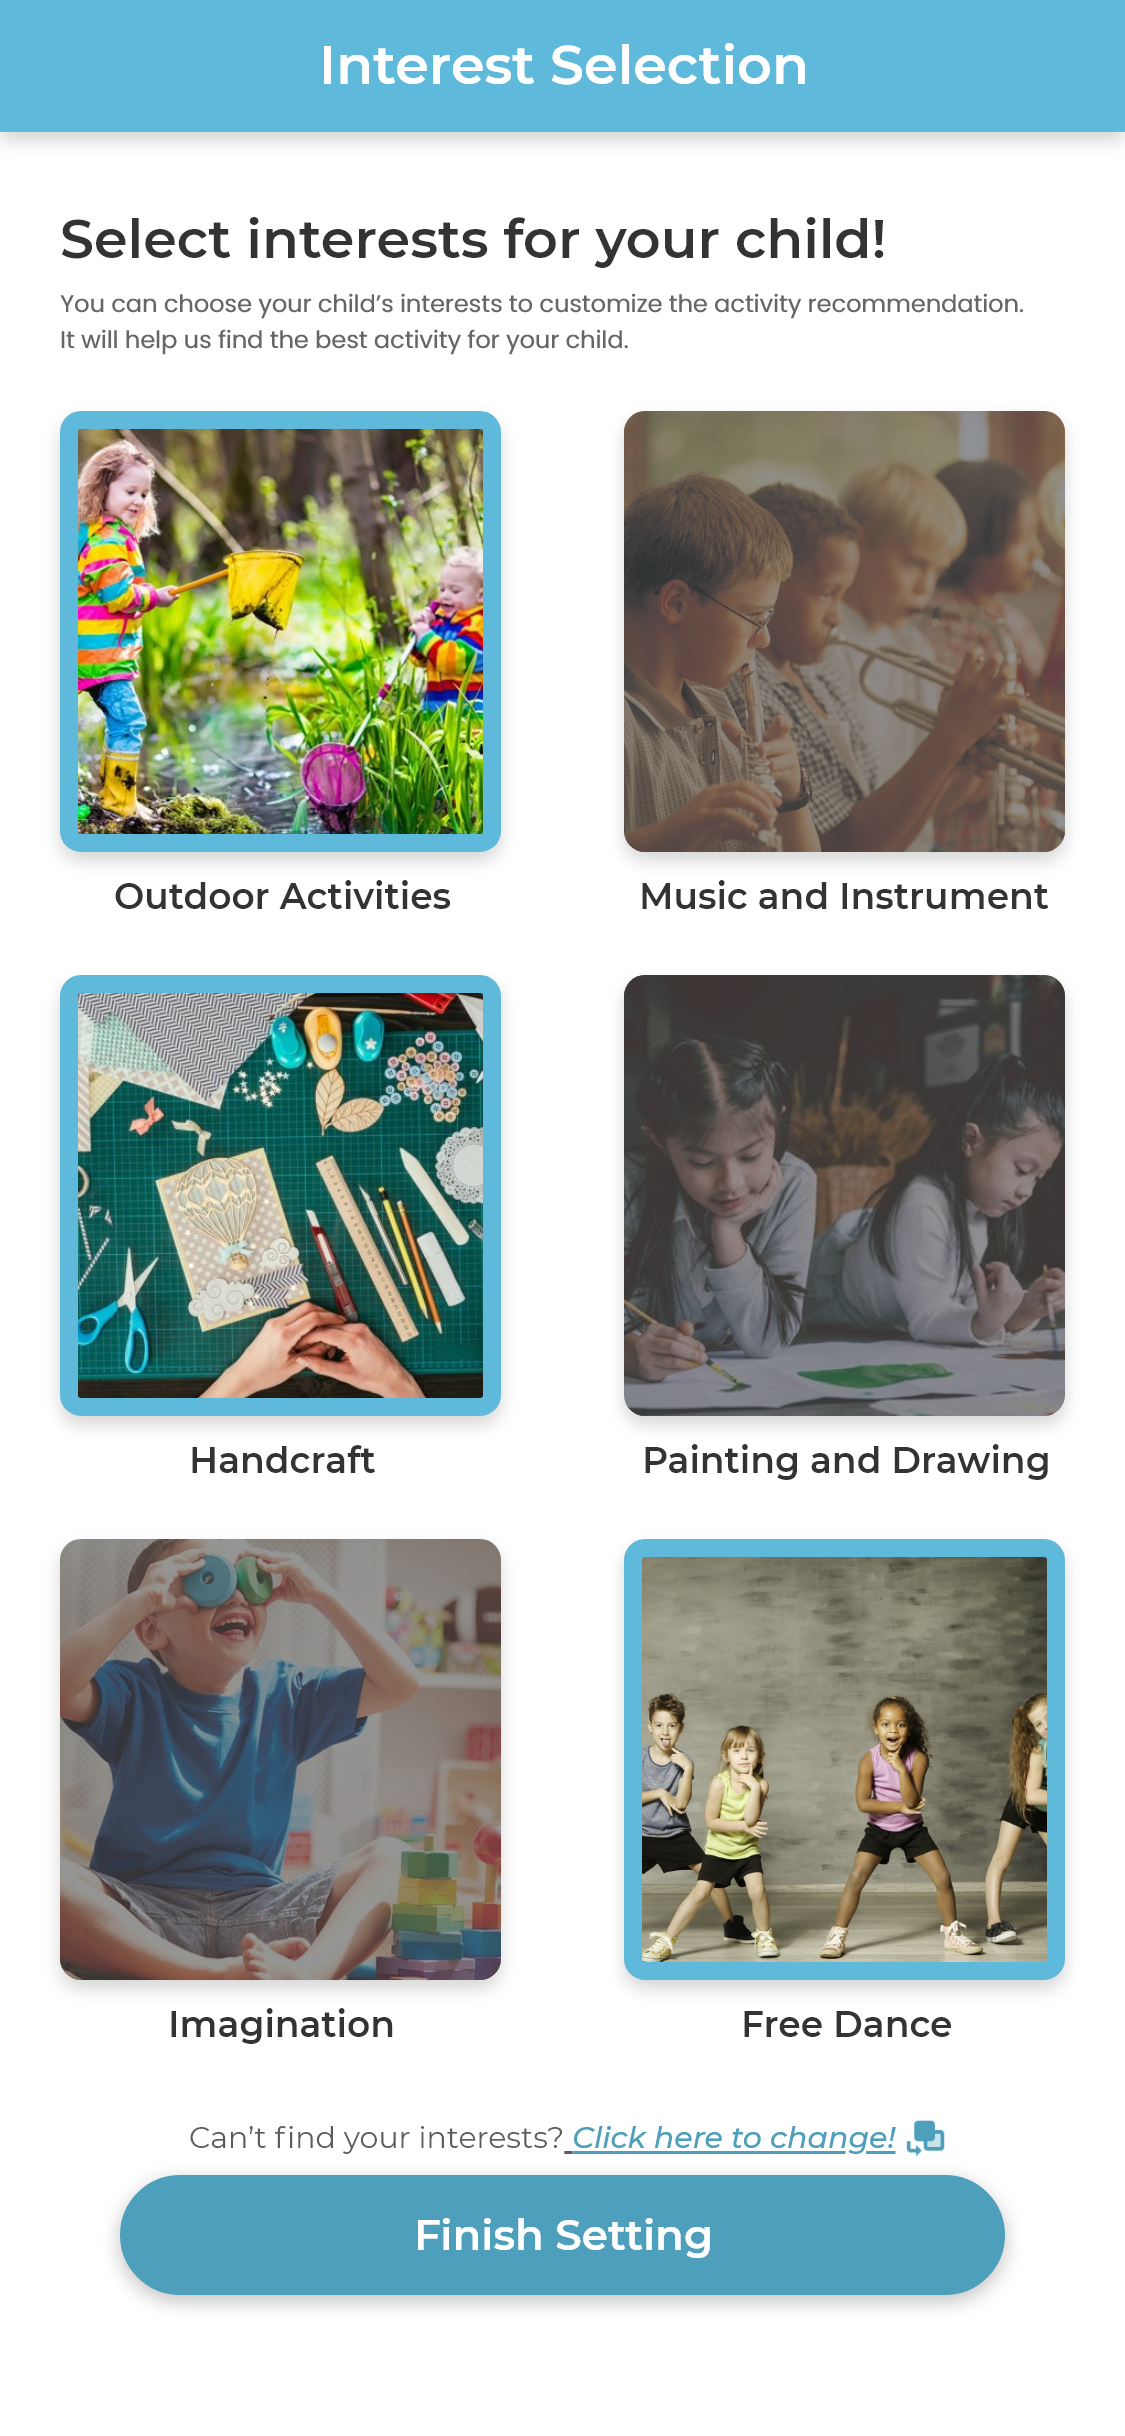 Interest Selection
Select interests for your child!
You can choose your child’s interests to customize the activity recommendation.
It will help us find the best activity for your child.
Outdoor Activities
Music and Instrument
Handcraft
Painting and Drawing
Imagination
Free Dance
Can’t find your interests? Click here to change!
Finish Setting